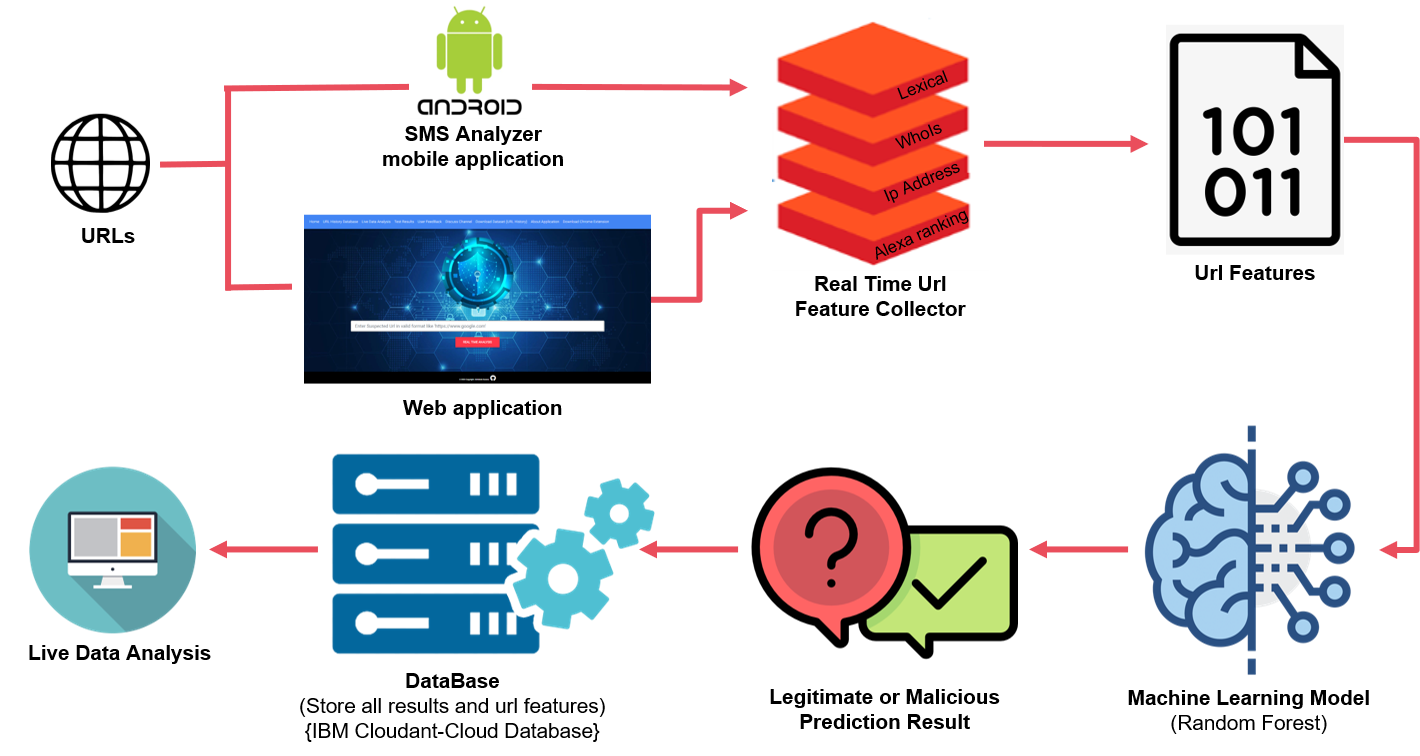 ANDROID
SMS Analyzer
mobile application
URLs
Lexical
WhoIs
Ip Address
Alexa ranking
Real Time Url
Feature Collector
101
011
Url Features
Home URL History Database Live Data Analysis Test Results User Feedback Discuss Channel Download Dataset (URL History) About Application Download Chrome Extension
Enter Suspected Url in valid format like 'https://www.google.com'
REAL TIME ANALYSIS
Web application
Live Data Analysis
DataBase
(Store all results and url features)
{IBM Cloudant-Cloud Database}
?
Legitimate or Malicious
Prediction Result
Machine Learning Model
(Random Forest)